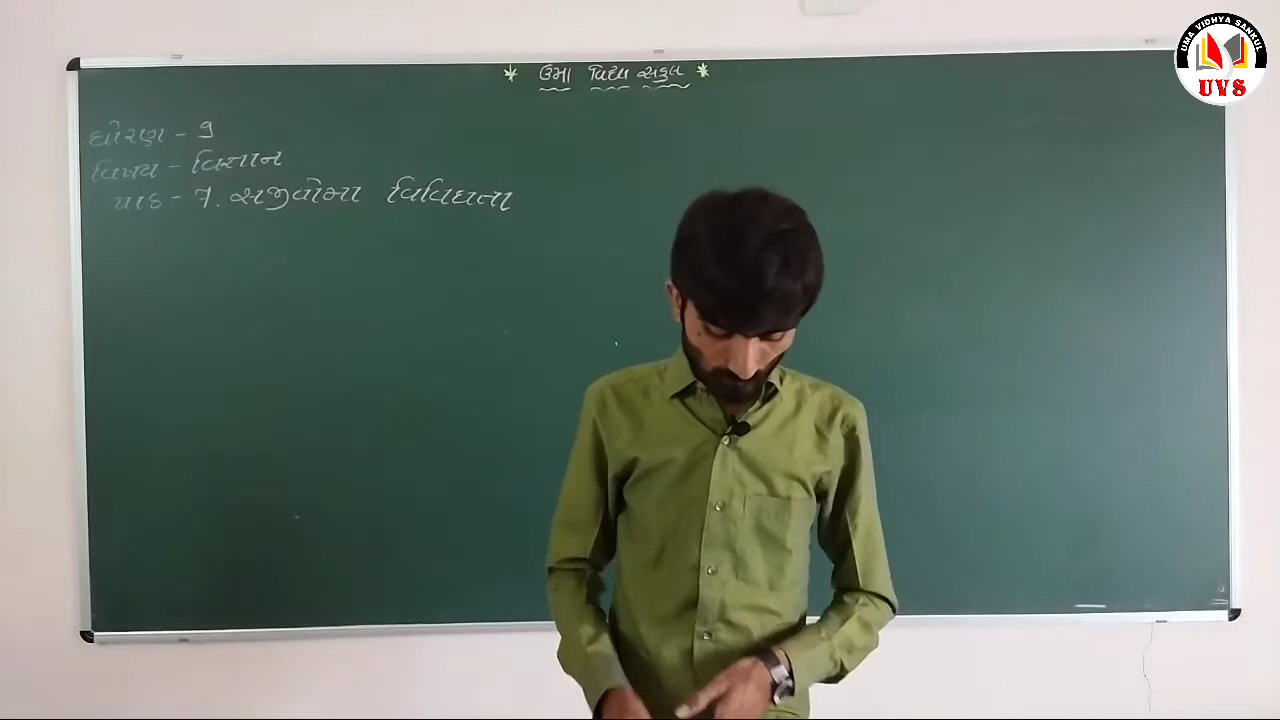 * ઉમા વિદ્યા સંકુલ *
ધોરણ - 9
વિષય - વિજ્ઞાન
પાઠ - 7. સજીવોમા વિવિધતા
UMA VIDHYA SANKUL
UVS